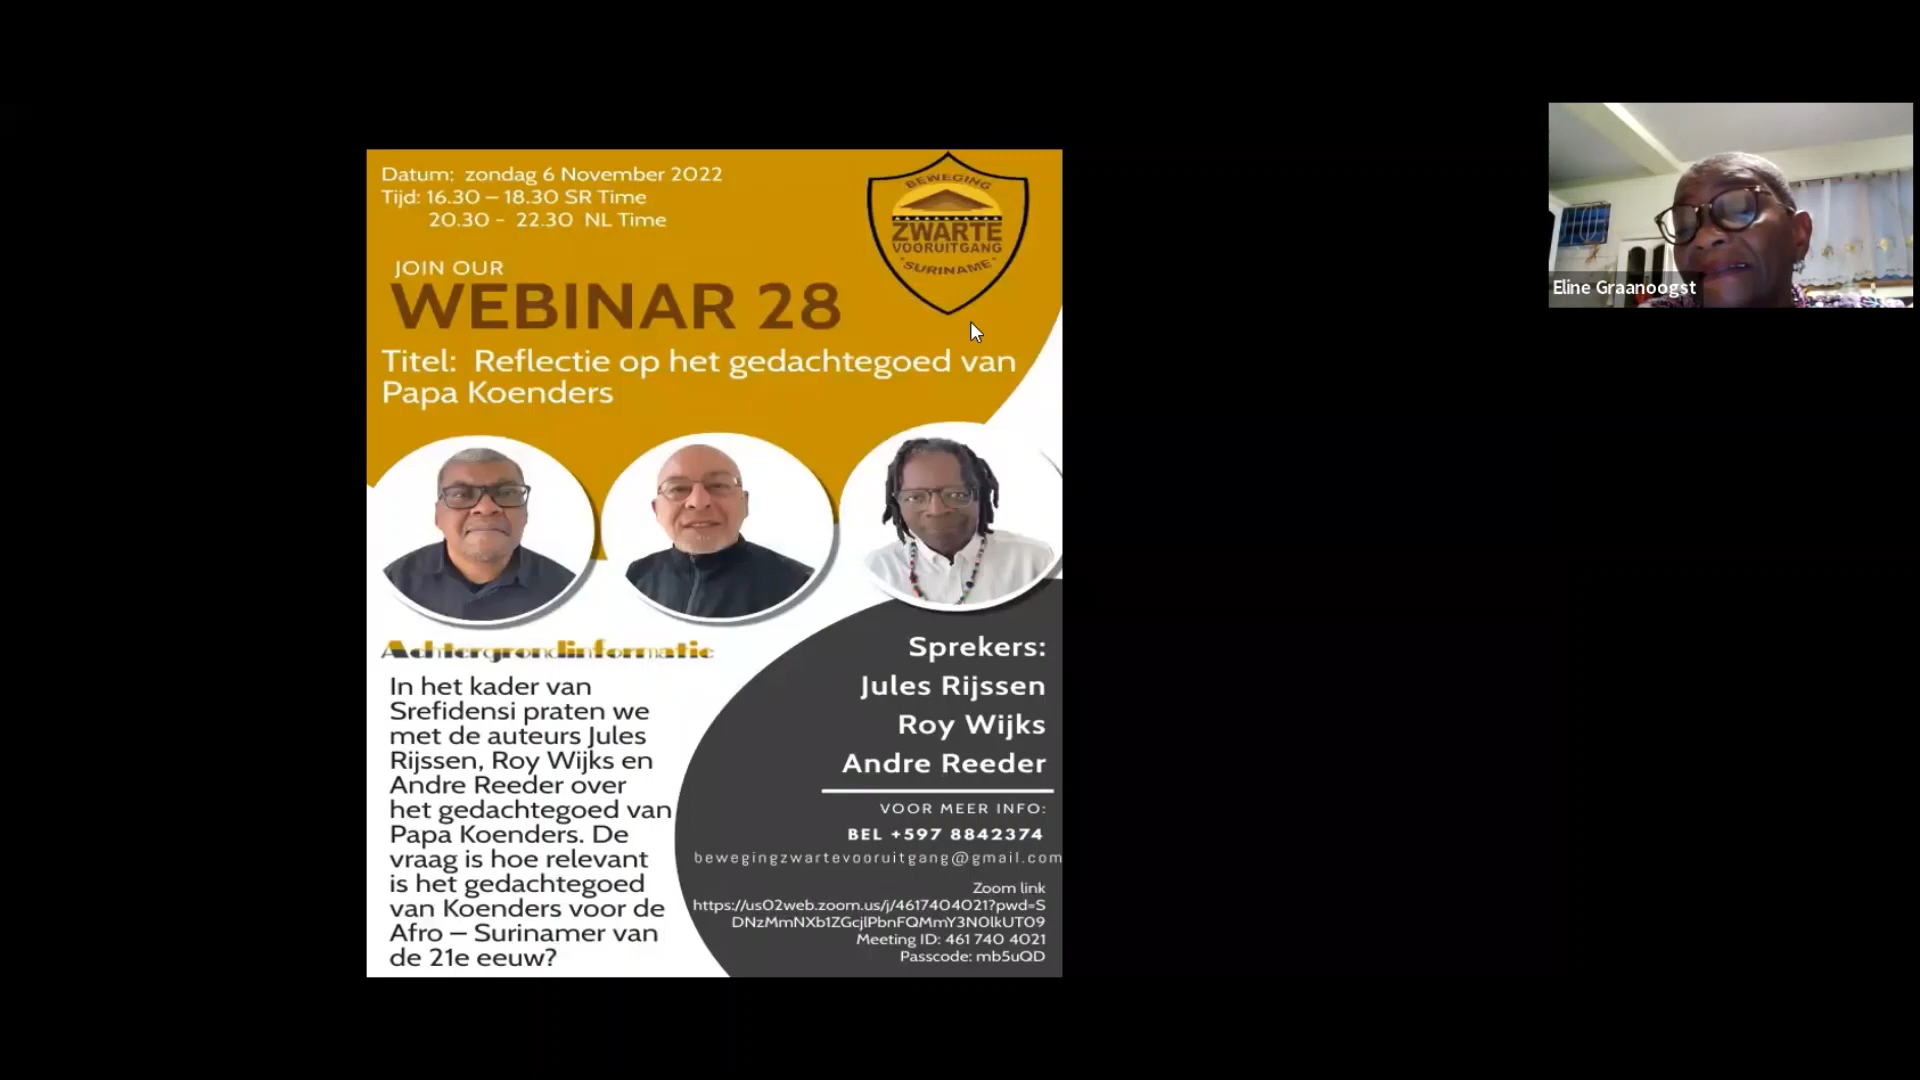 Datum: zondag 6 November 2022
Tijd: 16.30 – 18.30 SR Time
20.30 - 22.30 NL Time
BEWEGING
ZWARTE
VOORUITGANG
"SURINAME"
JOIN OUR
WEBINAR 28
Titel: Reflectie op het gedachtegoed van
Papa Koenders
Achtergrondinformatie
In het kader van
Srefidensi praten we
met de auteurs Jules
Rijssen, Roy Wijks en
Andre Reeder over
het gedachtegoed van
Papa Koenders. De
vraag is hoe relevant
is het gedachtegoed
van Koenders voor de
Afro – Surinamer van
de 21e eeuw?
Sprekers:
Jules Rijssen
Roy Wijks
Andre Reeder
VOOR MEER INFO:
BEL +597 8842374
bewegingzwartevooruitgang@gmail.com
Zoom link
https://us02web.zoom.us/j/4617404021?pwd=S
DNzMmNXb1ZGcjlPbnFQMmY3N0lkUT09
Meeting ID: 461 740 4021
Passcode: mb5uQD
Eline Graanoogst